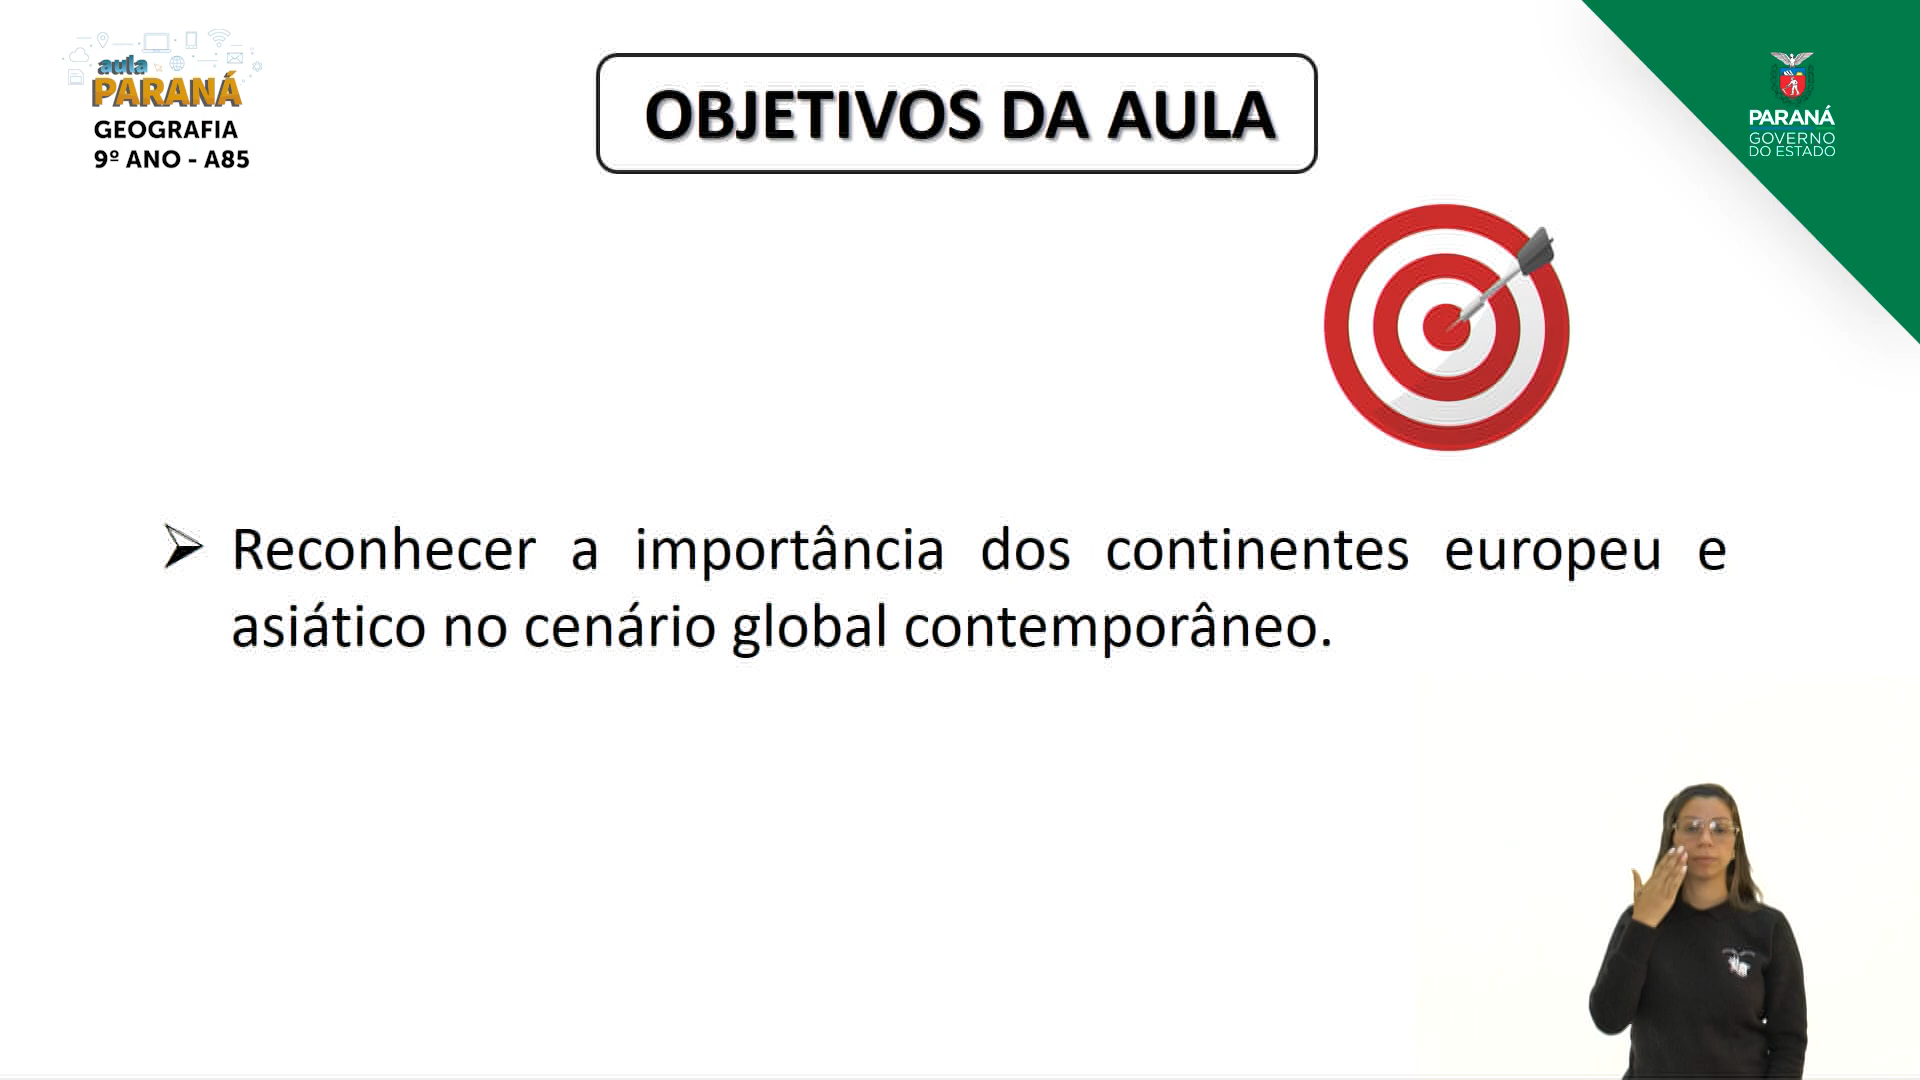 aula
PARANÁ
GEOGRAFIA
9º ANO - A85
OBJETIVOS DA AULA
PARANÁ
GOVERNO
DO ESTADO
Reconhecer a importância dos continentes europeu e
asiático no cenário global contemporâneo.